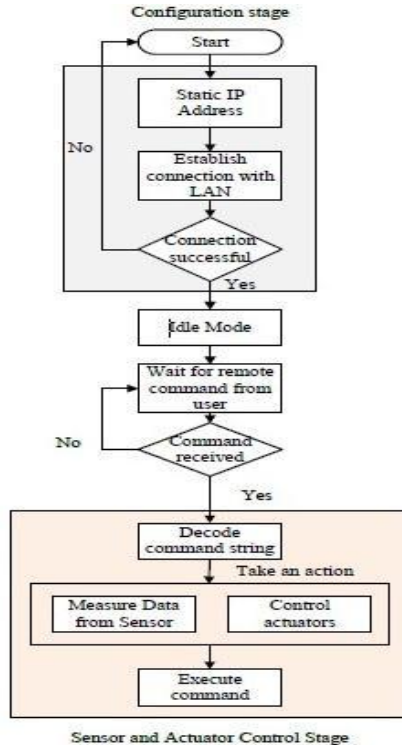 Configuration stage
Start
Static IP
Address
No
Establish
connection with
LAN
Connection
successful
Yes
Idle Mode
Wait for remote
command from
user
No
Command
received
Yes
Decode
command string
Take an action
Measure Data
from Sensor
Control
actuators
Execute
command
Sensor and Actuator Control Stage